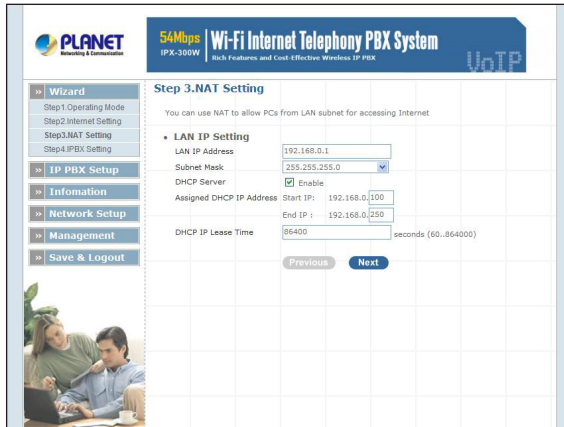 PLANET
Networking & Communication
54Mbps
IPX-300W
Wi-Fi Internet Telephony PBX System
Rich Features and Cost-Effective Wireless IP PBX
VoIP
» Wizard
Step1.Operating Mode
Step2.Internet Setting
Step3.NAT Setting
Step4.IPBX Setting
» IP PBX Setup
» Infomation
» Network Setup
» Management
» Save & Logout
Step 3.NAT Setting
You can use NAT to allow PCs from LAN subnet for accessing Internet
• LAN IP Setting
LAN IP Address 192.168.0.1
Subnet Mask 255.255.255.0
DHCP Server Enable
Assigned DHCP IP Address Start IP: 192.168.0. 100
End IP : 192.168.0. 250
DHCP IP Lease Time 86400 seconds (60..864000)
Previous Next